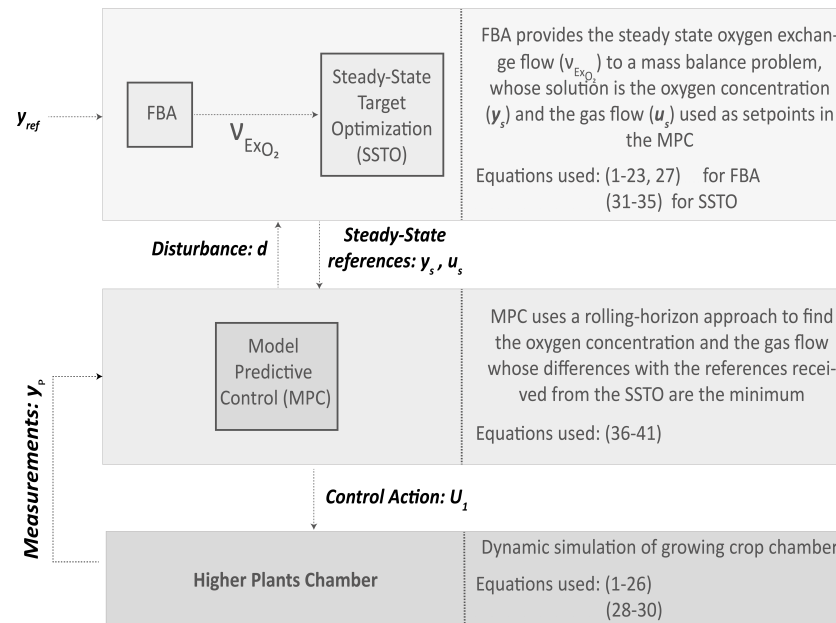 y_ref
FBA
ν_ExO₂
Steady-State
Target
Optimization
(SSTO)
FBA provides the steady state oxygen exchan-
ge flow (ν_ExO₂) to a mass balance problem,
whose solution is the oxygen concentration
(y_s) and the gas flow (u_s) used as setpoints in
the MPC
Equations used: (1-23, 27) for FBA
(31-35) for SSTO
Disturbance: d
Steady-State
references: y_s , u_s
Model
Predictive
Control (MPC)
MPC uses a rolling-horizon approach to find
the oxygen concentration and the gas flow
whose differences with the references recei-
ved from the SSTO are the minimum
Equations used: (36-41)
Measurements: y_p
Control Action: U_1
Higher Plants Chamber
Dynamic simulation of growing crop chamber
Equations used: (1-26)
(28-30)